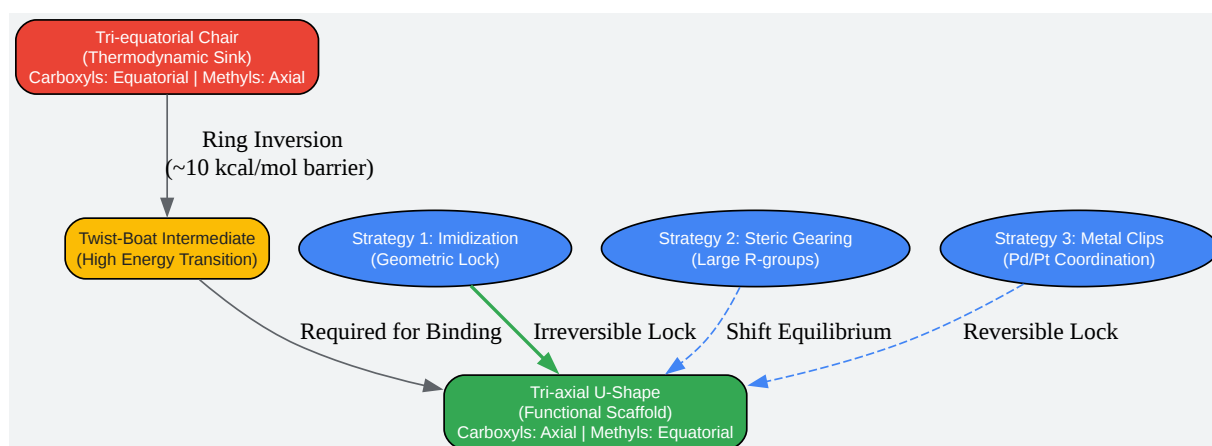 Tri-equatorial Chair
(Thermodynamic Sink)
Carboxyls: Equatorial | Methyls: Axial
Ring Inversion
(~10 kcal/mol barrier)
Twist-Boat Intermediate
(High Energy Transition)
Strategy 1: Imidization
(Geometric Lock)
Strategy 2: Steric Gearing
(Large R-groups)
Strategy 3: Metal Clips
(Pd/Pt Coordination)
Required for Binding
Irreversible Lock
Shift Equilibrium
Reversible Lock
Tri-axial U-Shape
(Functional Scaffold)
Carboxyls: Axial | Methyls: Equatorial